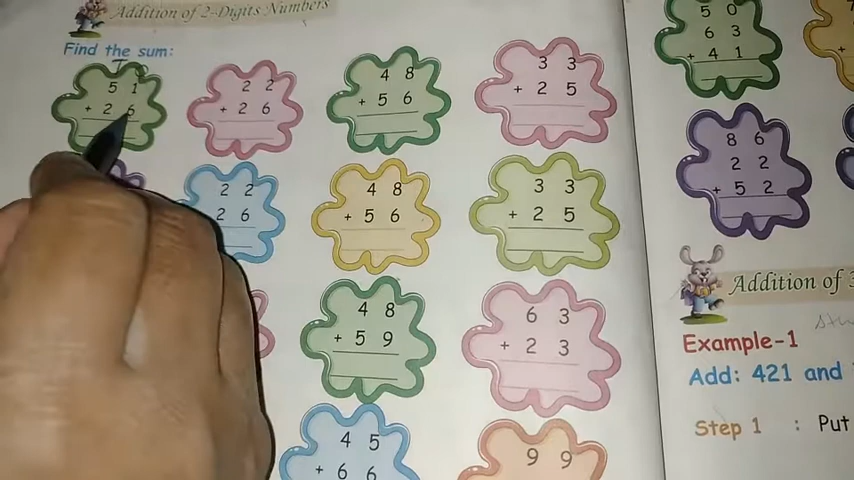 Addition of 2-Digits Numbers
Find the sum:
T
5 1
+ 2 6
2 2
+ 2 6
4 8
+ 5 6
3 3
+ 2 5
2 2
2 6
4 8
+ 5 6
3 3
+ 2 5
4 8
+ 5 9
6 3
+ 2 3
4 5
+ 6 6
9 9
5 0
6 3
+ 4 1
8 6
2 2
+ 5 2
Addition of 3
Example-1
Add: 421 and
Step 1 : Put